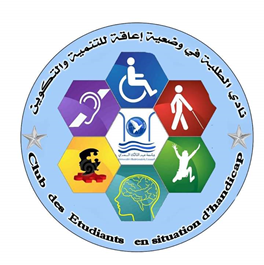 نادي الطلبة في وضعية إعاقة للتنمية والتكوين
Club des Etudiants en situation d'handicap